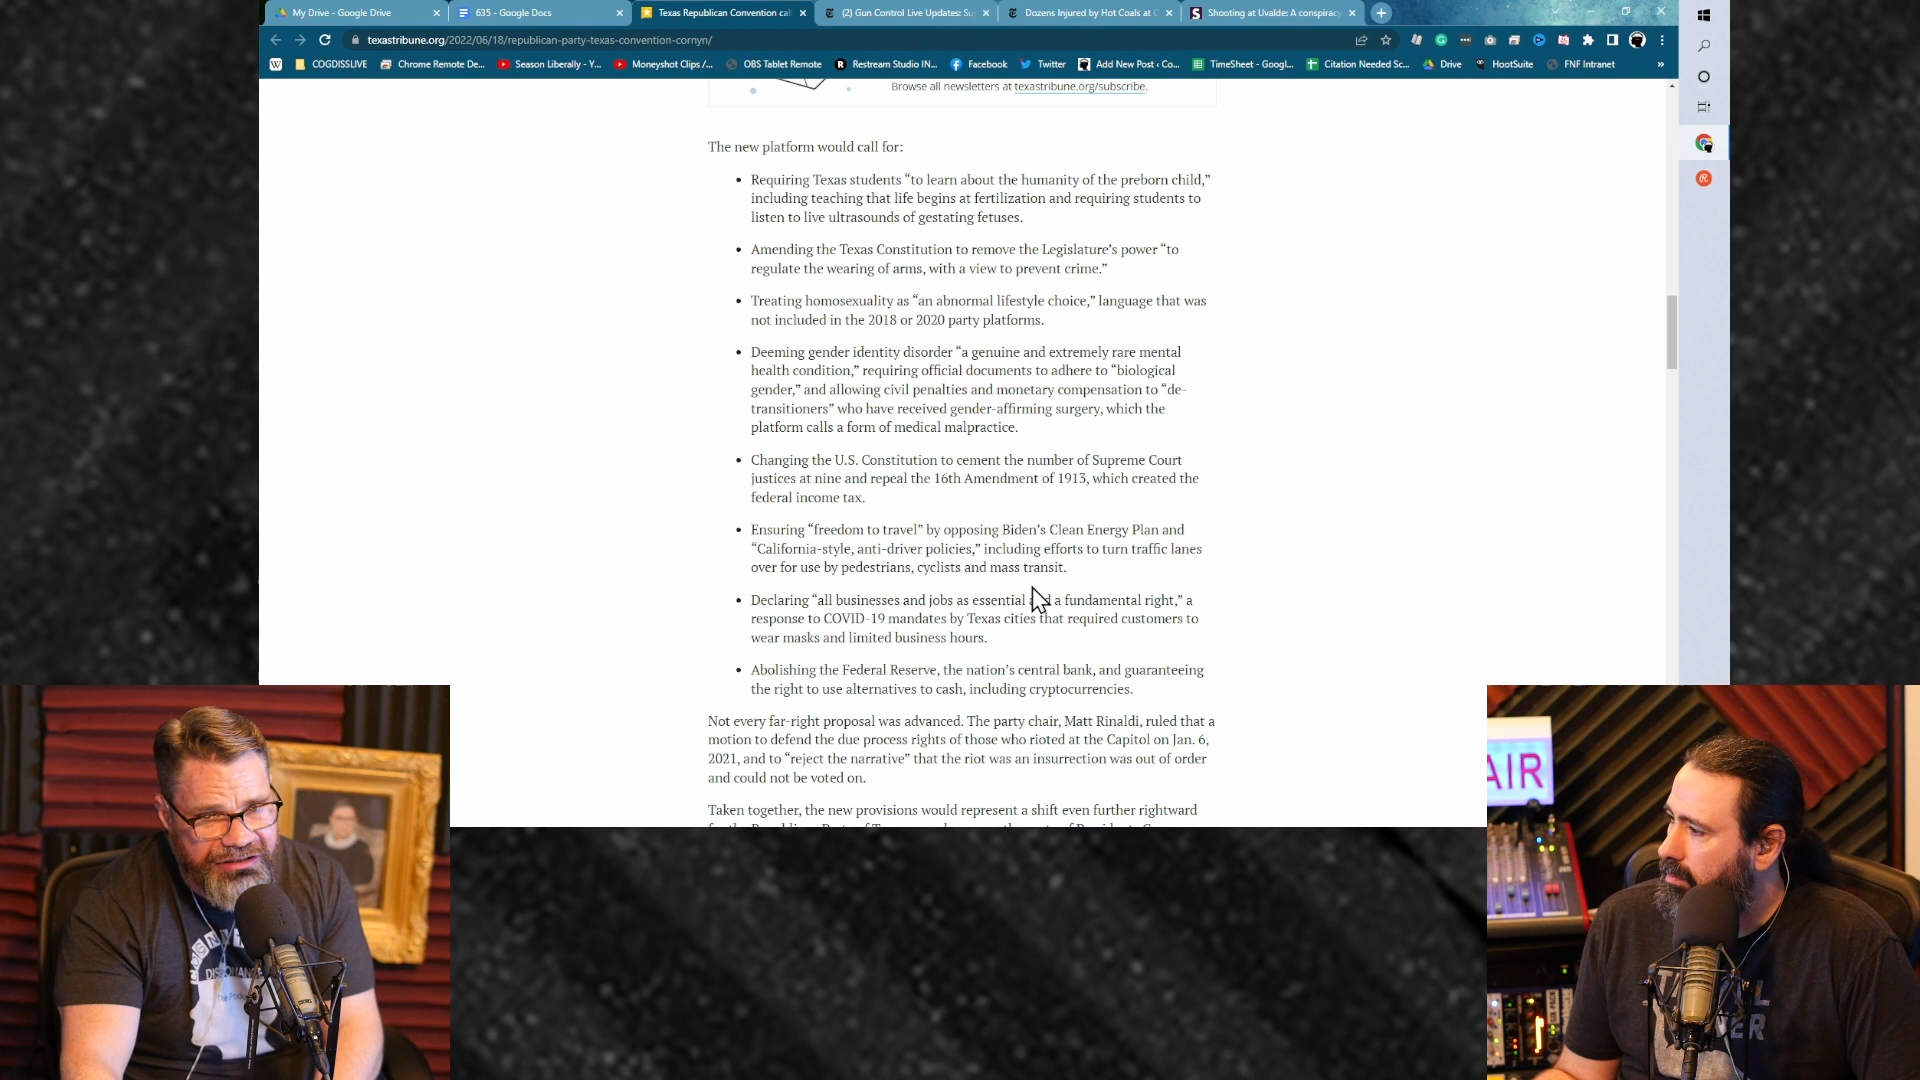 My Drive - Google Drive
635 - Google Docs
Texas Republican Convention cal
(2) Gun Control Live Updates: Su
Dozens Injured by Hot Coals at
Shooting at Uvalde: A conspirac
texastribune.org/2022/06/18/republican-party-texas-convention-cornyn/
COGDISSLIVE
Chrome Remote De...
Season Liberally - Y...
Moneyshot Clips /...
OBS Tablet Remote
Restream Studio IN...
Facebook
Twitter
Add New Post ‹ Co...
TimeSheet - Googl...
Citation Needed Sc...
Drive
HootSuite
FNF Intranet
»
Browse all newsletters at texastribune.org/subscribe.
The new platform would call for:
• Requiring Texas students “to learn about the humanity of the preborn child,”
including teaching that life begins at fertilization and requiring students to
listen to live ultrasounds of gestating fetuses.
• Amending the Texas Constitution to remove the Legislature’s power “to
regulate the wearing of arms, with a view to prevent crime.”
• Treating homosexuality as “an abnormal lifestyle choice,” language that was
not included in the 2018 or 2020 party platforms.
• Deeming gender identity disorder “a genuine and extremely rare mental
health condition,” requiring official documents to adhere to “biological
gender,” and allowing civil penalties and monetary compensation to “de-
transitioners” who have received gender-affirming surgery, which the
platform calls a form of medical malpractice.
• Changing the U.S. Constitution to cement the number of Supreme Court
justices at nine and repeal the 16th Amendment of 1913, which created the
federal income tax.
• Ensuring “freedom to travel” by opposing Biden’s Clean Energy Plan and
“California-style, anti-driver policies,” including efforts to turn traffic lanes
over for use by pedestrians, cyclists and mass transit.
• Declaring “all businesses and jobs as essential and a fundamental right,” a
response to COVID-19 mandates by Texas cities that required customers to
wear masks and limited business hours.
• Abolishing the Federal Reserve, the nation’s central bank, and guaranteeing
the right to use alternatives to cash, including cryptocurrencies.
Not every far-right proposal was advanced. The party chair, Matt Rinaldi, ruled that a
motion to defend the due process rights of those who rioted at the Capitol on Jan. 6,
2021, and to “reject the narrative” that the riot was an insurrection was out of order
and could not be voted on.
Taken together, the new provisions would represent a shift even further rightward
AIR